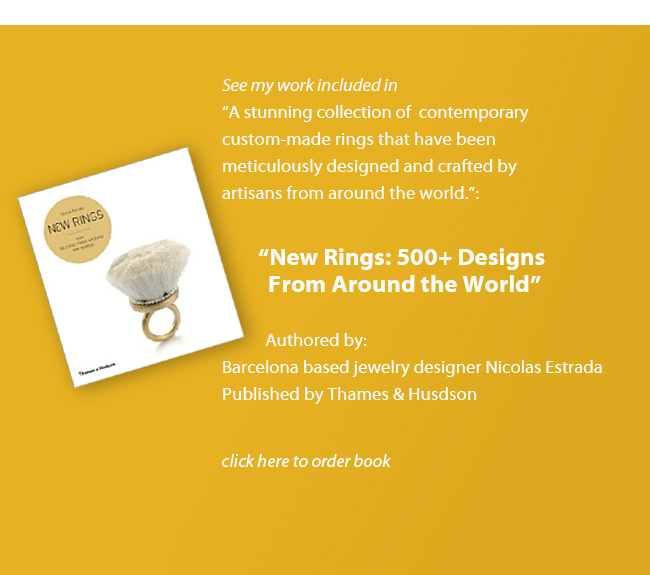 See my work included in
“A stunning collection of  contemporary
custom-made rings that have been
meticulously designed and crafted by
artisans from around the world.”:
NEW RINGS
“New Rings: 500+ Designs
From Around the World”
Authored by:
Barcelona based jewelry designer Nicolas Estrada
Published by Thames & Husdson
Thames & Hudson
click here to order book